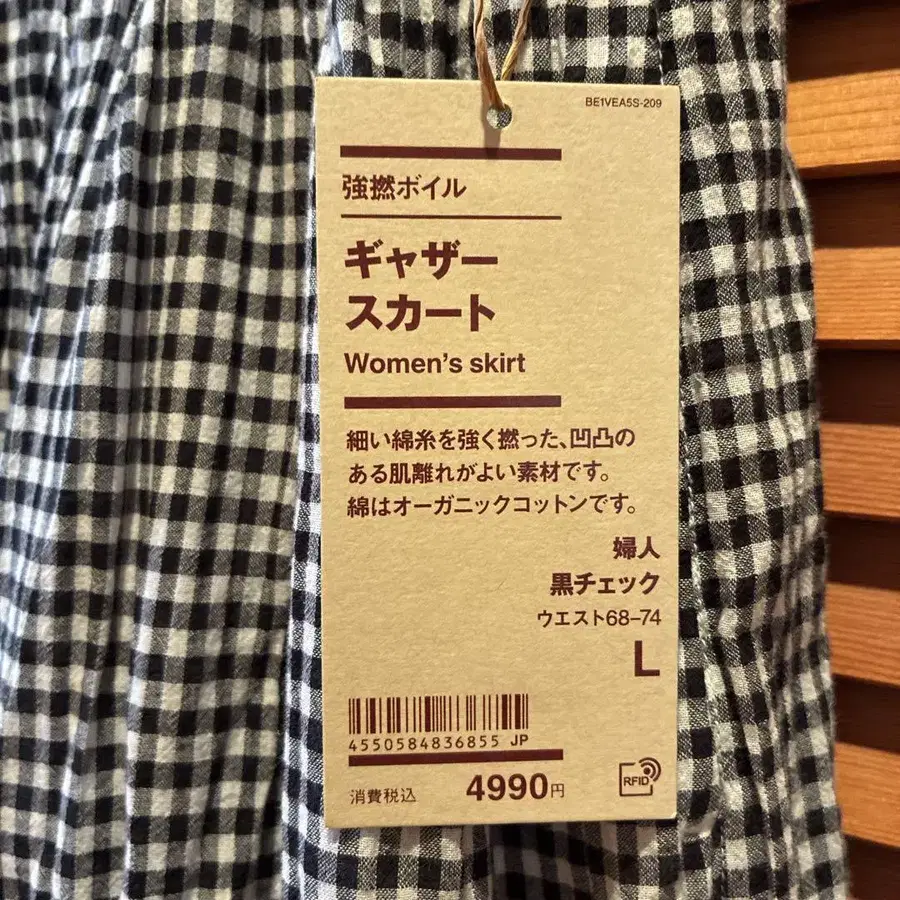 BE1VEA5S-209
強撚ボイル
ギャザー
スカート
Women's skirt
細い綿糸を強く撚った、凹凸の
ある肌離れがよい素材です。
綿はオーガニックコットンです。
婦人
黒チェック
ウエスト68-74
L
4550584836855 JP
消費税込 4990円
RFID